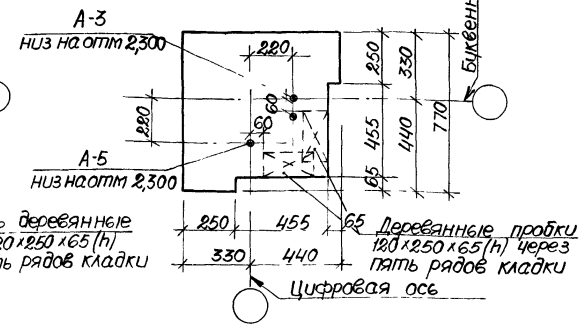 А-3
низ на отм 2,300
220
60
220
60
А-5
низ на отм 2,300
250
330
455
440
770
65
Буквенн
250
455
65
330
440
ь деревянные
20×250×65(h)
ть рядов кладки
Деревянные пробки
120×250×65(h) через
пять рядов кладки
Цифровая ось